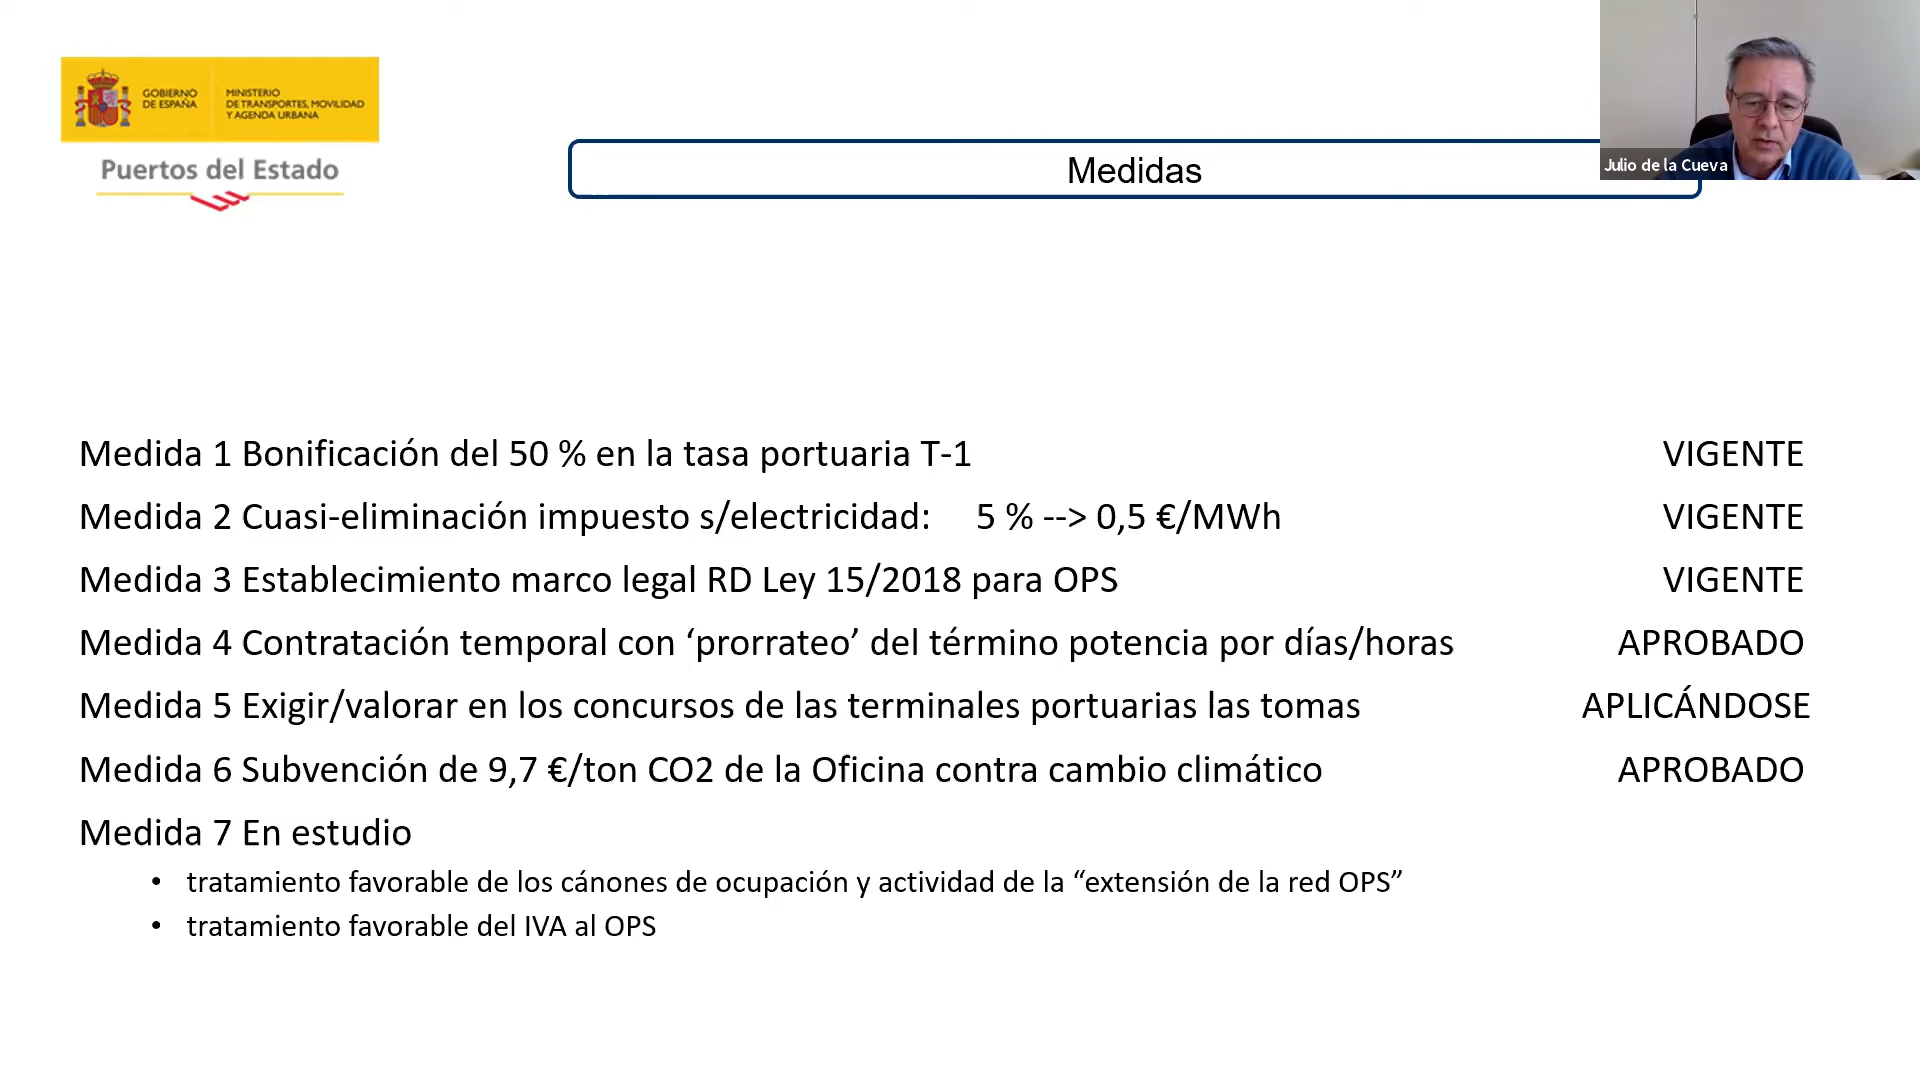 GOBIERNO
DE ESPAÑA
MINISTERIO
DE TRANSPORTES, MOVILIDAD
Y AGENDA URBANA
Puertos del Estado
Medidas
Julio de la Cueva
Medida 1 Bonificación del 50 % en la tasa portuaria T-1 VIGENTE
Medida 2 Cuasi-eliminación impuesto s/electricidad: 5 % --> 0,5 €/MWh VIGENTE
Medida 3 Establecimiento marco legal RD Ley 15/2018 para OPS VIGENTE
Medida 4 Contratación temporal con ‘prorrateo’ del término potencia por días/horas APROBADO
Medida 5 Exigir/valorar en los concursos de las terminales portuarias las tomas APLICÁNDOSE
Medida 6 Subvención de 9,7 €/ton CO2 de la Oficina contra cambio climático APROBADO
Medida 7 En estudio
• tratamiento favorable de los cánones de ocupación y actividad de la “extensión de la red OPS”
• tratamiento favorable del IVA al OPS